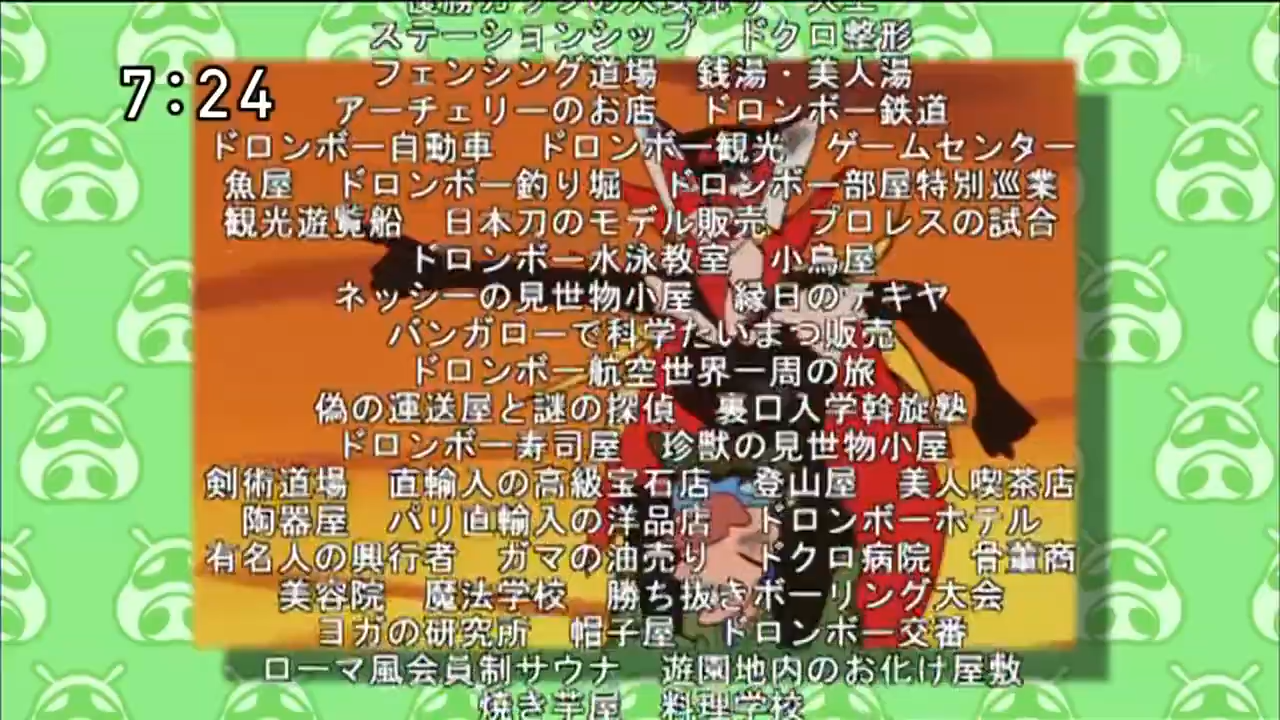 ステーションシップ　ドクロ整形
フェンシング道場　銭湯・美人湯
7:24
アーチェリーのお店　ドロンボー鉄道
ドロンボー自動車　ドロンボー観光　ゲームセンター
魚屋　ドロンボー釣り堀　ドロンボー部屋特別巡業
観光遊覧船　日本刀のモデル販売　プロレスの試合
ドロンボー水泳教室　小鳥屋
ネッシーの見世物小屋　縁日のテキヤ
バンガローで科学たいまつ販売
ドロンボー航空世界一周の旅
偽の運送屋と謎の探偵　裏口入学斡旋塾
ドロンボー寿司屋　珍獣の見世物小屋
剣術道場　直輸入の高級宝石店　登山屋　美人喫茶店
陶器屋　パリ直輸入の洋品店　ドロンボーホテル
有名人の興行者　ガマの油売り　ドクロ病院　骨董商
美容院　魔法学校　勝ち抜きボーリング大会
ヨガの研究所　帽子屋　ドロンボー交番
ローマ風会員制サウナ　遊園地内のお化け屋敷
焼き芋屋　料理学校